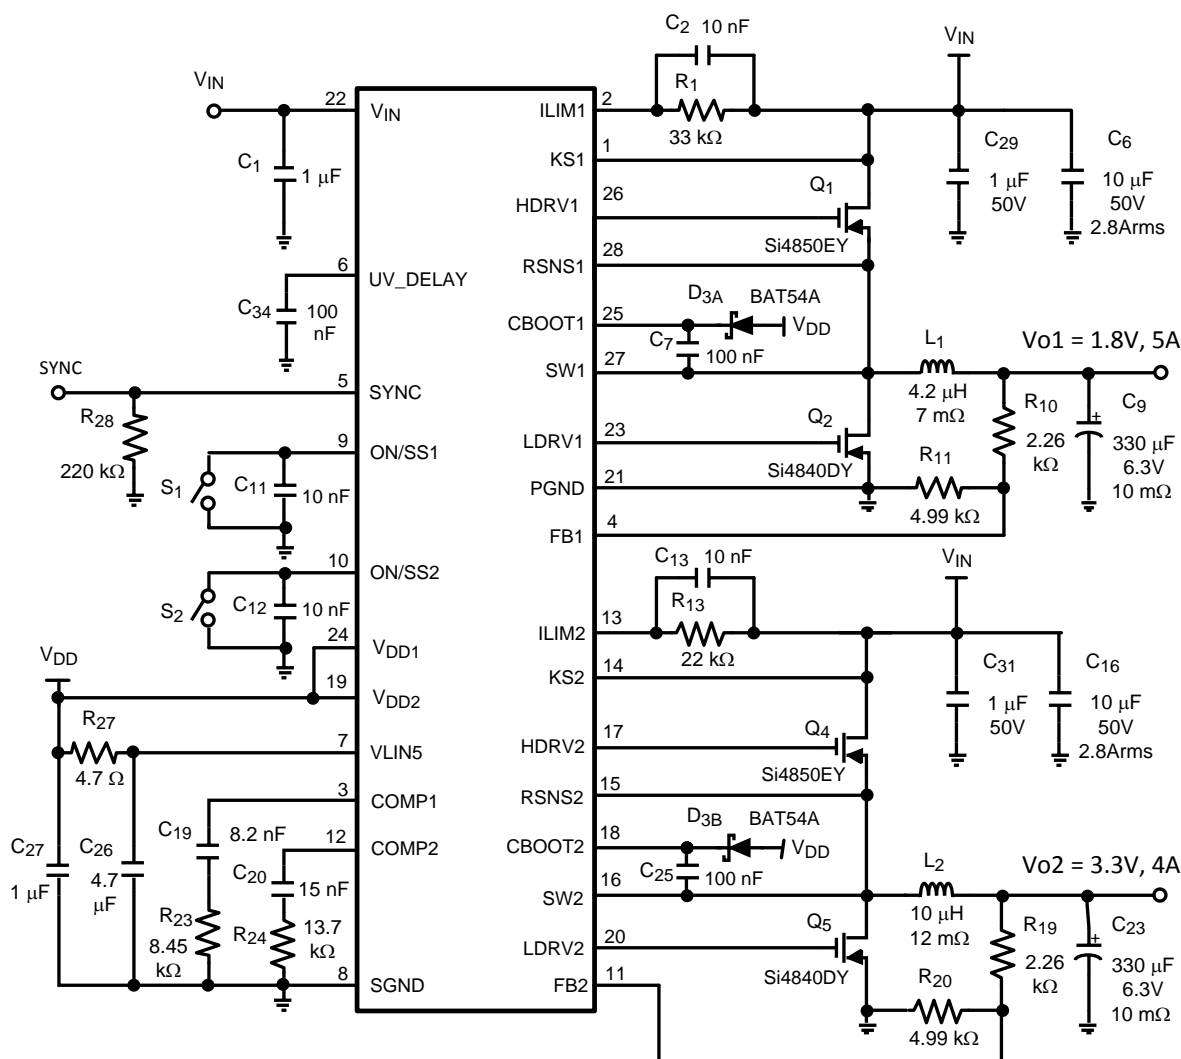 C2 10 nF
VIN
R1
33 kΩ
VIN
22
VIN
ILIM1
2
C1
1 μF
KS1
1
C29
1 μF
50V
C6
10 μF
50V
2.8Arms
HDRV1
26
Q1
Si4850EY
RSNS1
28
6
UV_DELAY
C34
100
nF
D3A
BAT54A
CBOOT1
25
VDD
C7
100 nF
SW1
27
L1
4.2 μH
7 mΩ
Vo1 = 1.8V, 5A
SYNC
5
SYNC
R28
220 kΩ
R10
2.26
kΩ
C9
330 μF
6.3V
10 mΩ
Q2
LDRV1
23
Si4840DY
9
ON/SS1
S1
C11
10 nF
R11
4.99 kΩ
PGND
21
FB1
4
10
ON/SS2
S2
C12
10 nF
C13
10 nF
VIN
R13
22 kΩ
ILIM2
13
24
VDD1
VDD
KS2
14
19
VDD2
C31
1 μF
50V
C16
10 μF
50V
2.8Arms
R27
4.7 Ω
7
VLIN5
HDRV2
17
Q4
Si4850EY
3
COMP1
RSNS2
15
C19
8.2 nF
12
COMP2
D3B
BAT54A
CBOOT2
18
VDD
C27
1 μF
C26
4.7
μF
C20
15 nF
C25
100 nF
SW2
16
L2
10 μH
12 mΩ
Vo2 = 3.3V, 4A
R23
8.45
kΩ
R24
13.7
kΩ
Q5
LDRV2
20
Si4840DY
R19
2.26
kΩ
C23
330 μF
6.3V
10 mΩ
8
SGND
FB2
11
R20
4.99 kΩ